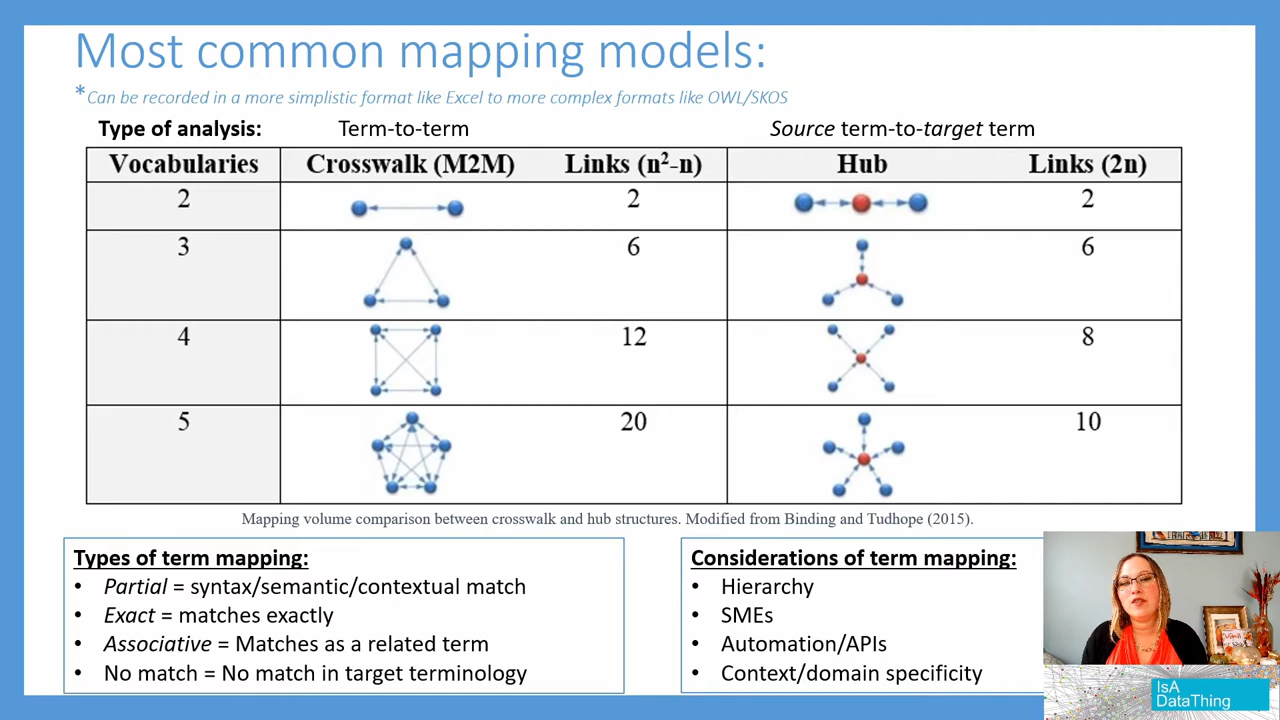 Most common mapping models:
*Can be recorded in a more simplistic format like Excel to more complex formats like OWL/SKOS
Type of analysis: Term-to-term Source term-to-target term
Vocabularies Crosswalk (M2M) Links (n²-n) Hub Links (2n)
2 2 2
3 6 6
4 12 8
5 20 10
Mapping volume comparison between crosswalk and hub structures. Modified from Binding and Tudhope (2015).
Types of term mapping:
• Partial = syntax/semantic/contextual match
• Exact = matches exactly
• Associative = Matches as a related term
• No match = No match in target terminology
Considerations of term mapping:
• Hierarchy
• SMEs
• Automation/APIs
• Context/domain specificity
IsA
DataThing